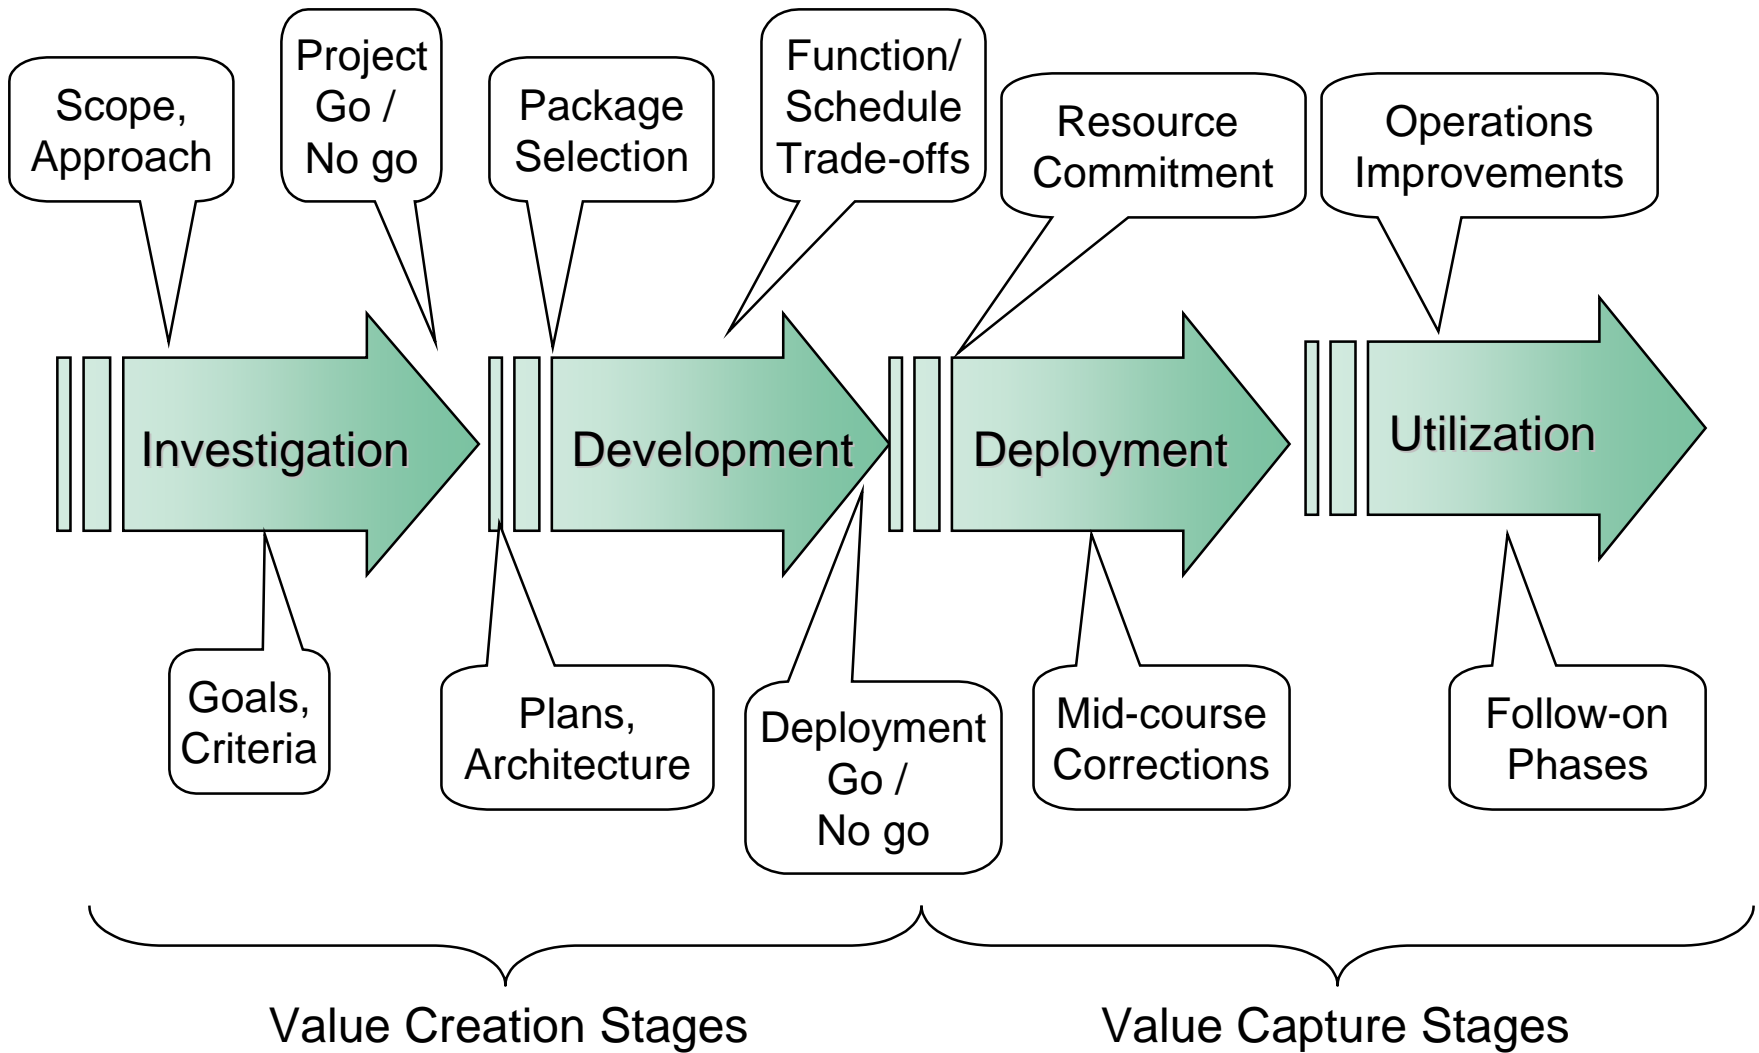 Scope,
Approach
Project
Go /
No go
Package
Selection
Function/
Schedule
Trade-offs
Resource
Commitment
Operations
Improvements
Investigation
Development
Deployment
Utilization
Goals,
Criteria
Plans,
Architecture
Deployment
Go /
No go
Mid-course
Corrections
Follow-on
Phases
Value Creation Stages
Value Capture Stages